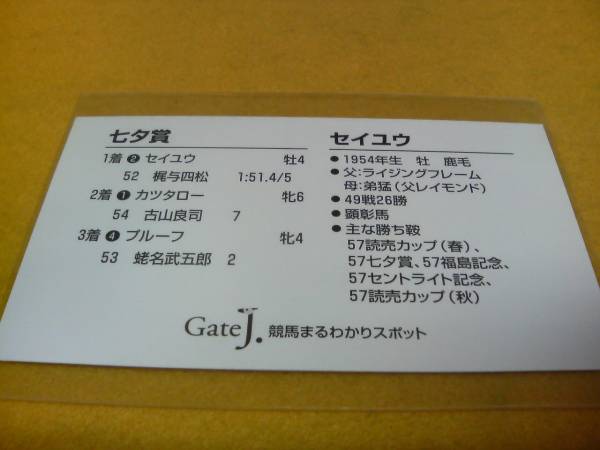 七夕賞
1着 ❷ セイユウ 牡4
52 梶与四松 1:51.4/5
2着 ❶ カツタロー 牝6
54 古山良司 7
3着 ❹ プルーフ 牝4
53 蛯名武五郎 2
セイユウ
● 1954年生 牡 鹿毛
● 父:ライジングフレーム
母:弟猛(父レイモンド)
● 49戦26勝
● 顕彰馬
● 主な勝ち鞍
57読売カップ(春)、
57七夕賞、57福島記念、
57セントライト記念、
57読売カップ(秋)
Gate J. 競馬まるわかりスポット